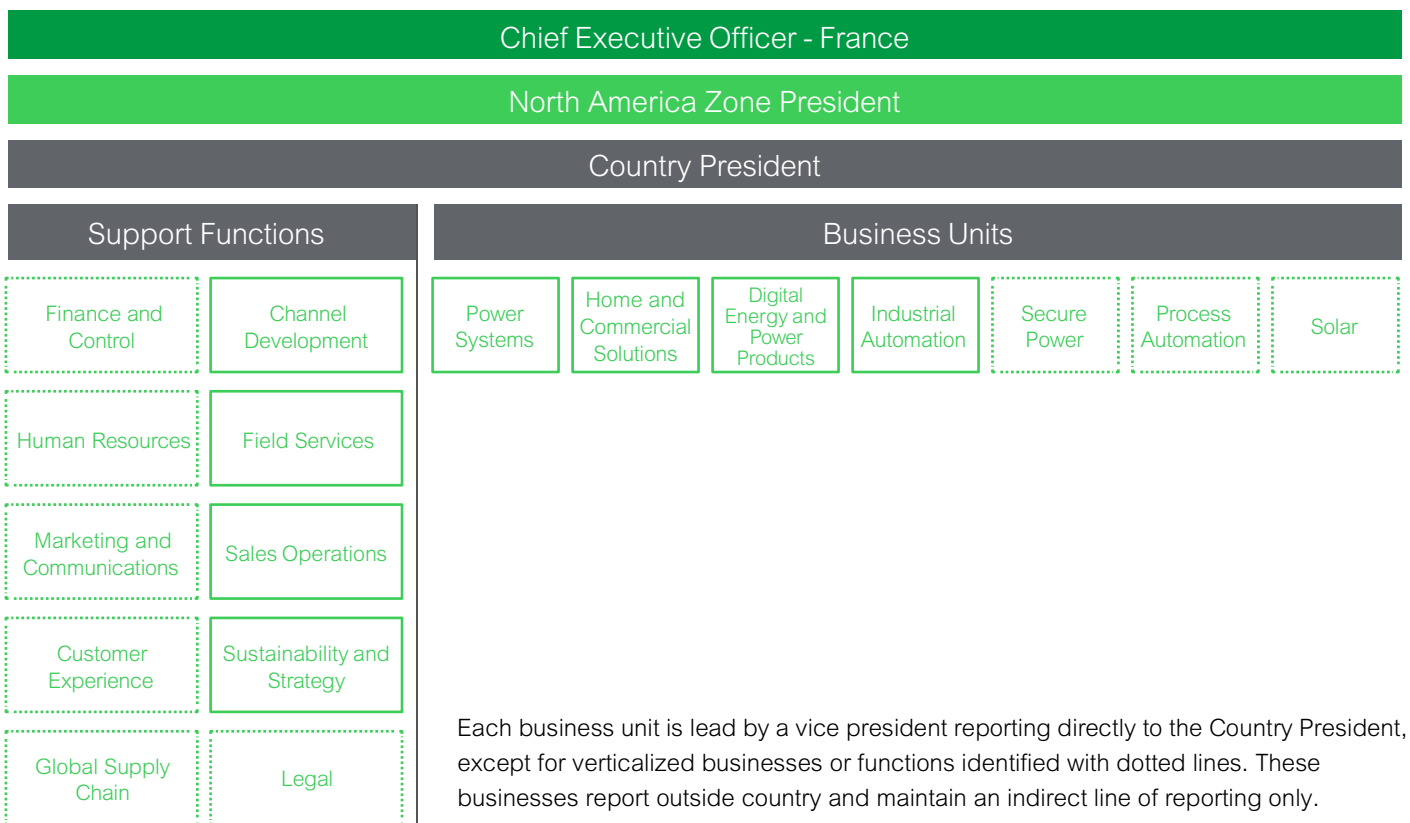 Chief Executive Officer - France
North America Zone President
Country President
Support Functions
Business Units
Finance and
Control
Channel
Development
Power
Systems
Home and
Commercial
Solutions
Digital
Energy and
Power
Products
Industrial
Automation
Secure
Power
Process
Automation
Solar
Human Resources
Field Services
Marketing and
Communications
Sales Operations
Customer
Experience
Sustainability and
Strategy
Global Supply
Chain
Legal
Each business unit is lead by a vice president reporting directly to the Country President,
except for verticalized businesses or functions identified with dotted lines. These
businesses report outside country and maintain an indirect line of reporting only.